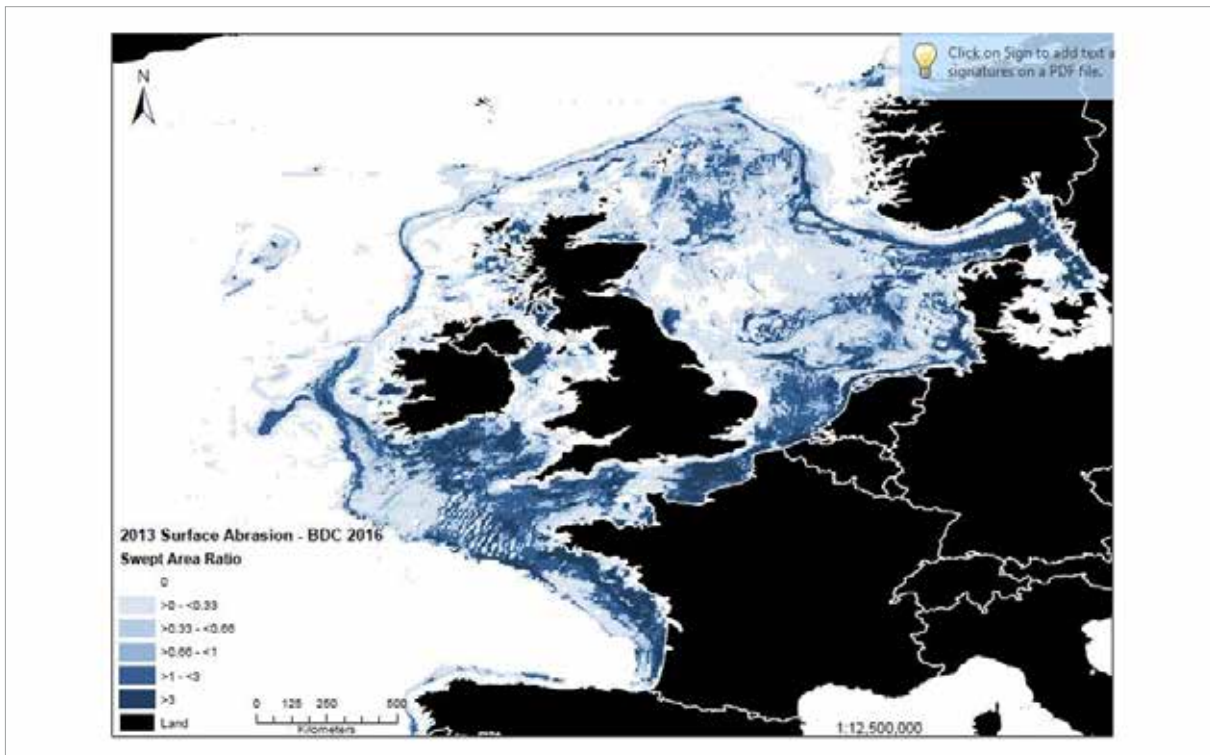 N
Click on Sign to add text a
signatures on a PDF file.
2013 Surface Abrasion - BDC 2016
Swept Area Ratio
0
>0 - <0.33
>0.33 - <0.66
>0.66 - <1
>1 - <3
>3
Land
0 125 250 500
Kilometers
1:12,500,000